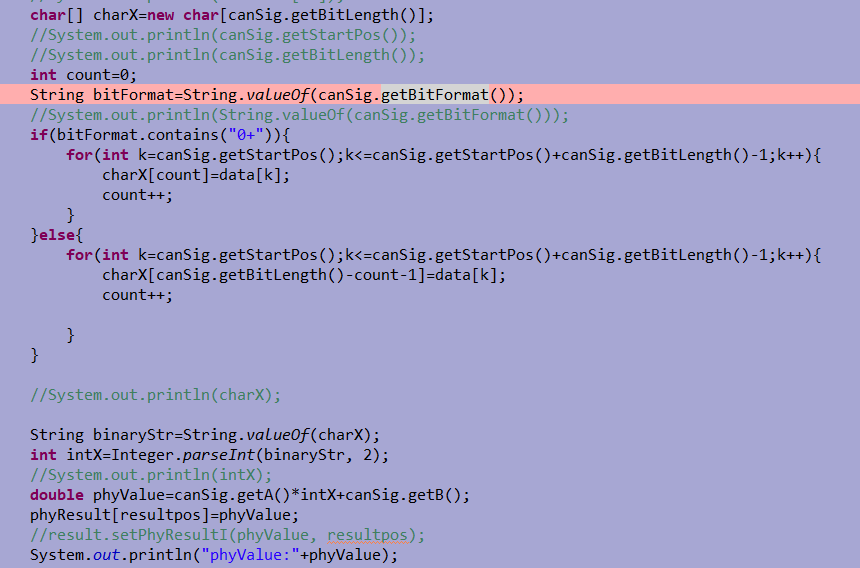 char[] charX=new char[canSig.getBitLength()];
//System.out.println(canSig.getStartPos());
//System.out.println(canSig.getBitLength());
int count=0;
String bitFormat=String.valueOf(canSig.getBitFormat());
//System.out.println(String.valueOf(canSig.getBitFormat()));
if(bitFormat.contains("0+")){
for(int k=canSig.getStartPos();k<=canSig.getStartPos()+canSig.getBitLength()-1;k++){
charX[count]=data[k];
count++;
}
}else{
for(int k=canSig.getStartPos();k<=canSig.getStartPos()+canSig.getBitLength()-1;k++){
charX[canSig.getBitLength()-count-1]=data[k];
count++;
}
}
//System.out.println(charX);
String binaryStr=String.valueOf(charX);
int intX=Integer.parseInt(binaryStr, 2);
//System.out.println(intX);
double phyValue=canSig.getA()*intX+canSig.getB();
phyResult[resultpos]=phyValue;
//result.setPhyResultI(phyValue, resultpos);
System.out.println("phyValue:"+phyValue);